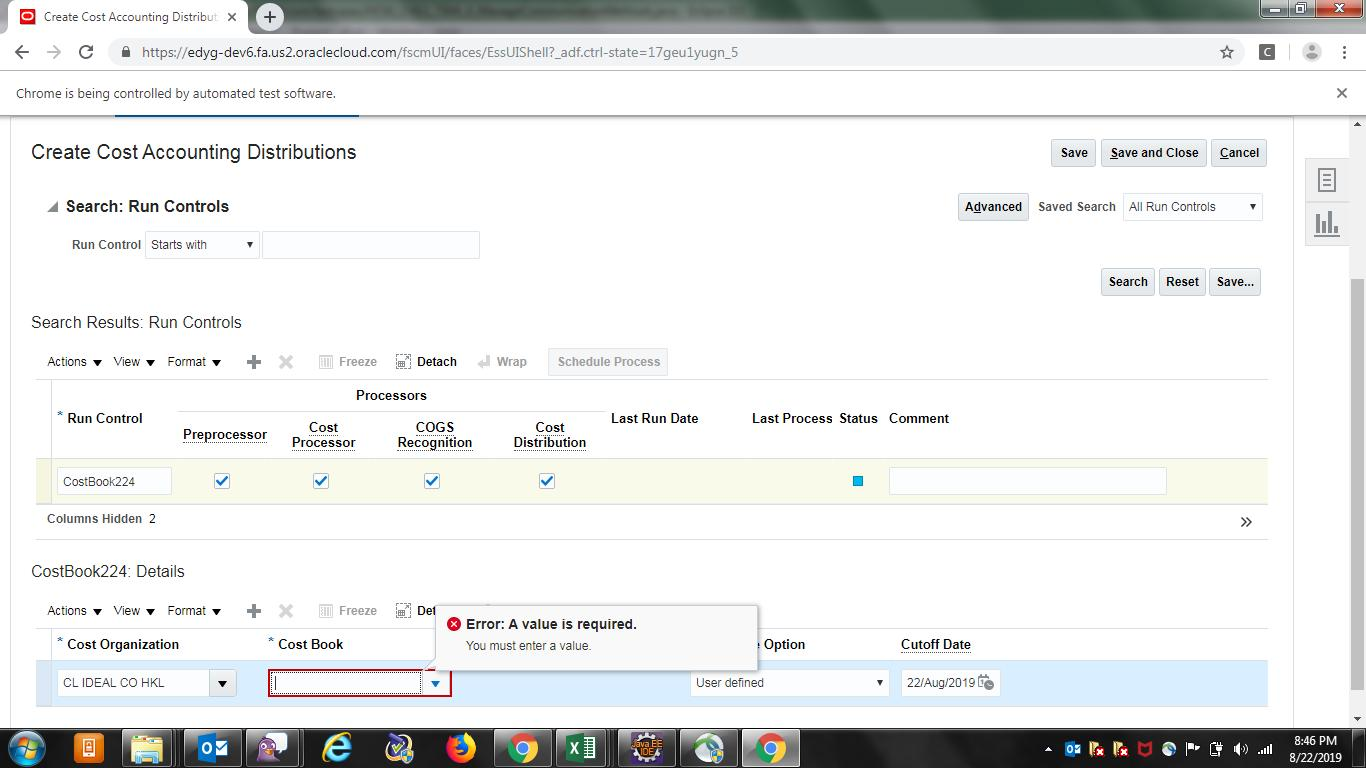 Create Cost Accounting Distribut
https://edyg-dev6.fa.us2.oraclecloud.com/fscmUI/faces/EssUIShell?_adf.ctrl-state=17geu1yugn_5
C
Chrome is being controlled by automated test software.
Create Cost Accounting Distributions
Save Save and Close Cancel
Search: Run Controls
Advanced Saved Search All Run Controls
Run Control Starts with
Search Reset Save...
Search Results: Run Controls
Actions View Format Freeze Detach Wrap Schedule Process
Processors
* Run Control Preprocessor Cost Processor COGS Recognition Cost Distribution Last Run Date Last Process Status Comment
CostBook224
Columns Hidden 2
CostBook224: Details
Actions View Format Freeze
Error: A value is required.
You must enter a value.
* Cost Organization * Cost Book Option Cutoff Date
CL IDEAL CO HKL User defined 22/Aug/2019
Java EE IDE
8:46 PM
8/22/2019